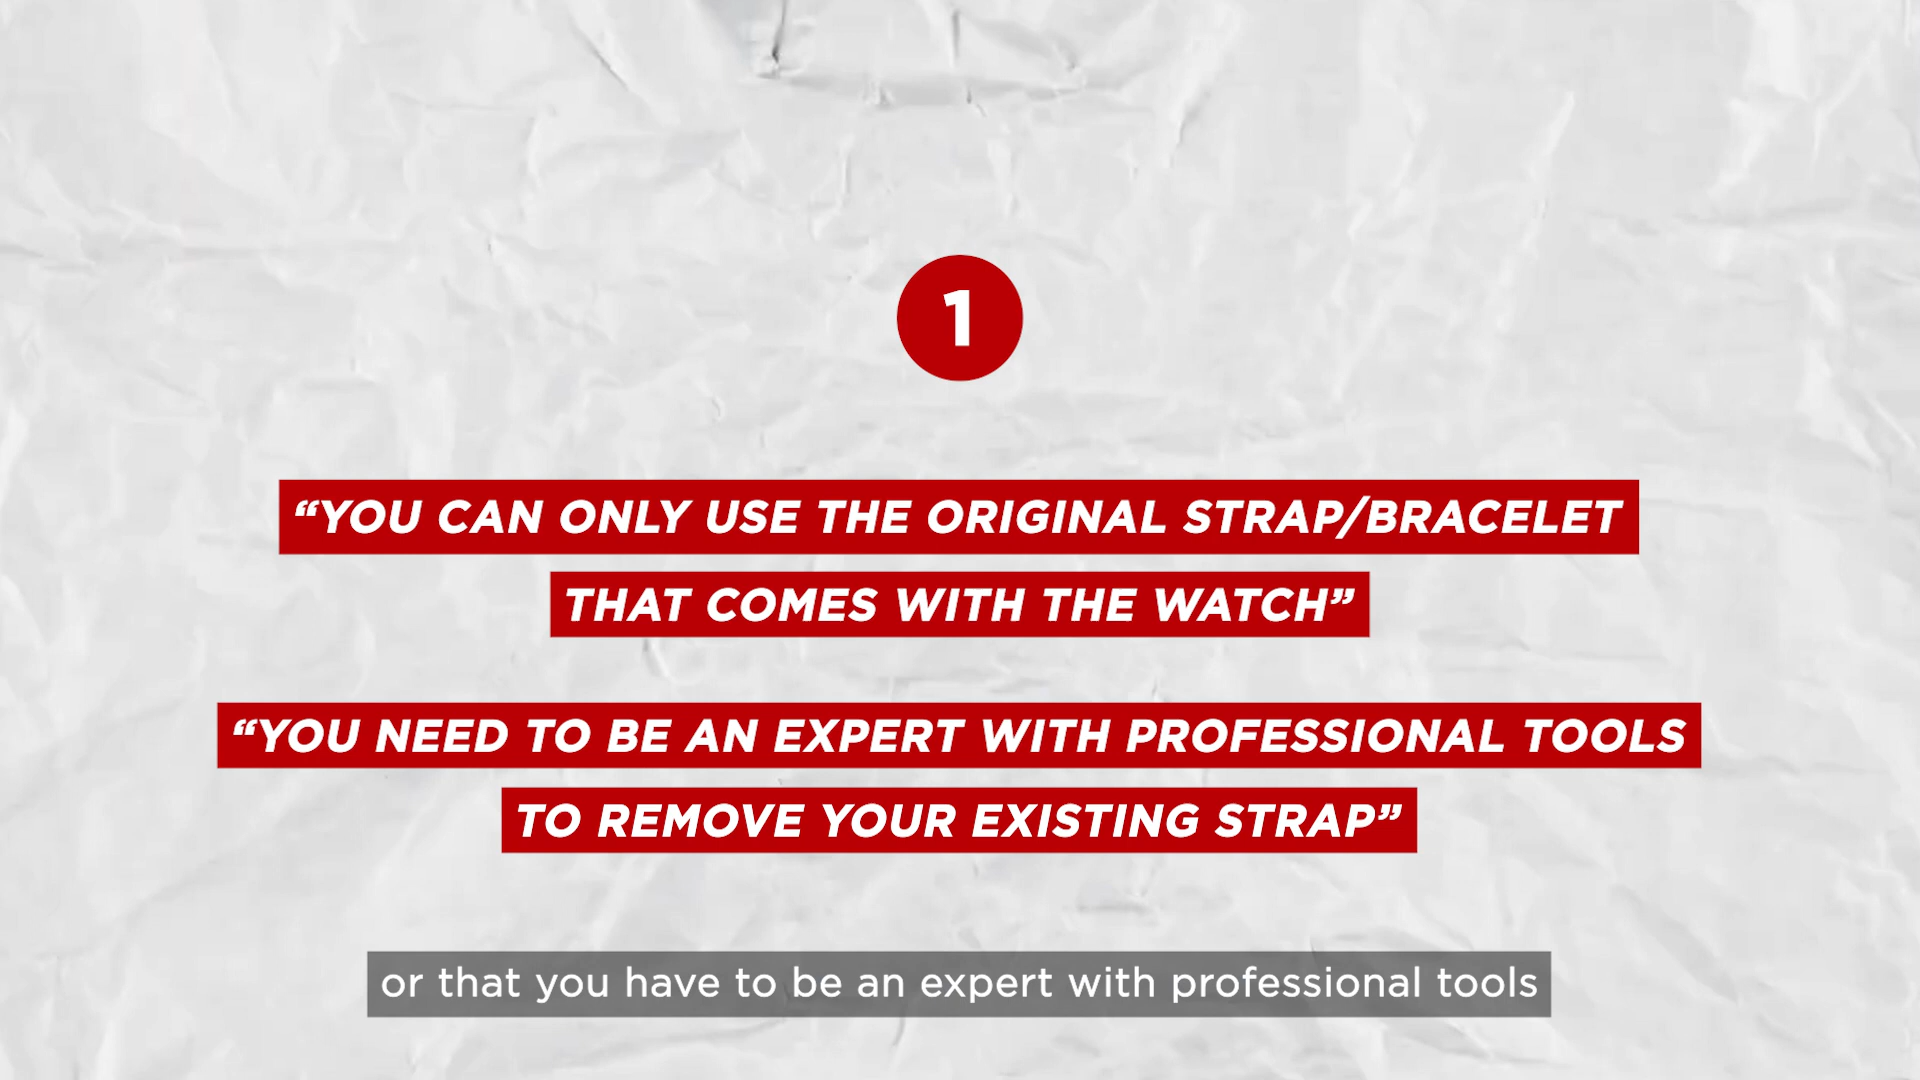 1
“YOU CAN ONLY USE THE ORIGINAL STRAP/BRACELET
THAT COMES WITH THE WATCH”
“YOU NEED TO BE AN EXPERT WITH PROFESSIONAL TOOLS
TO REMOVE YOUR EXISTING STRAP”
or that you have to be an expert with professional tools